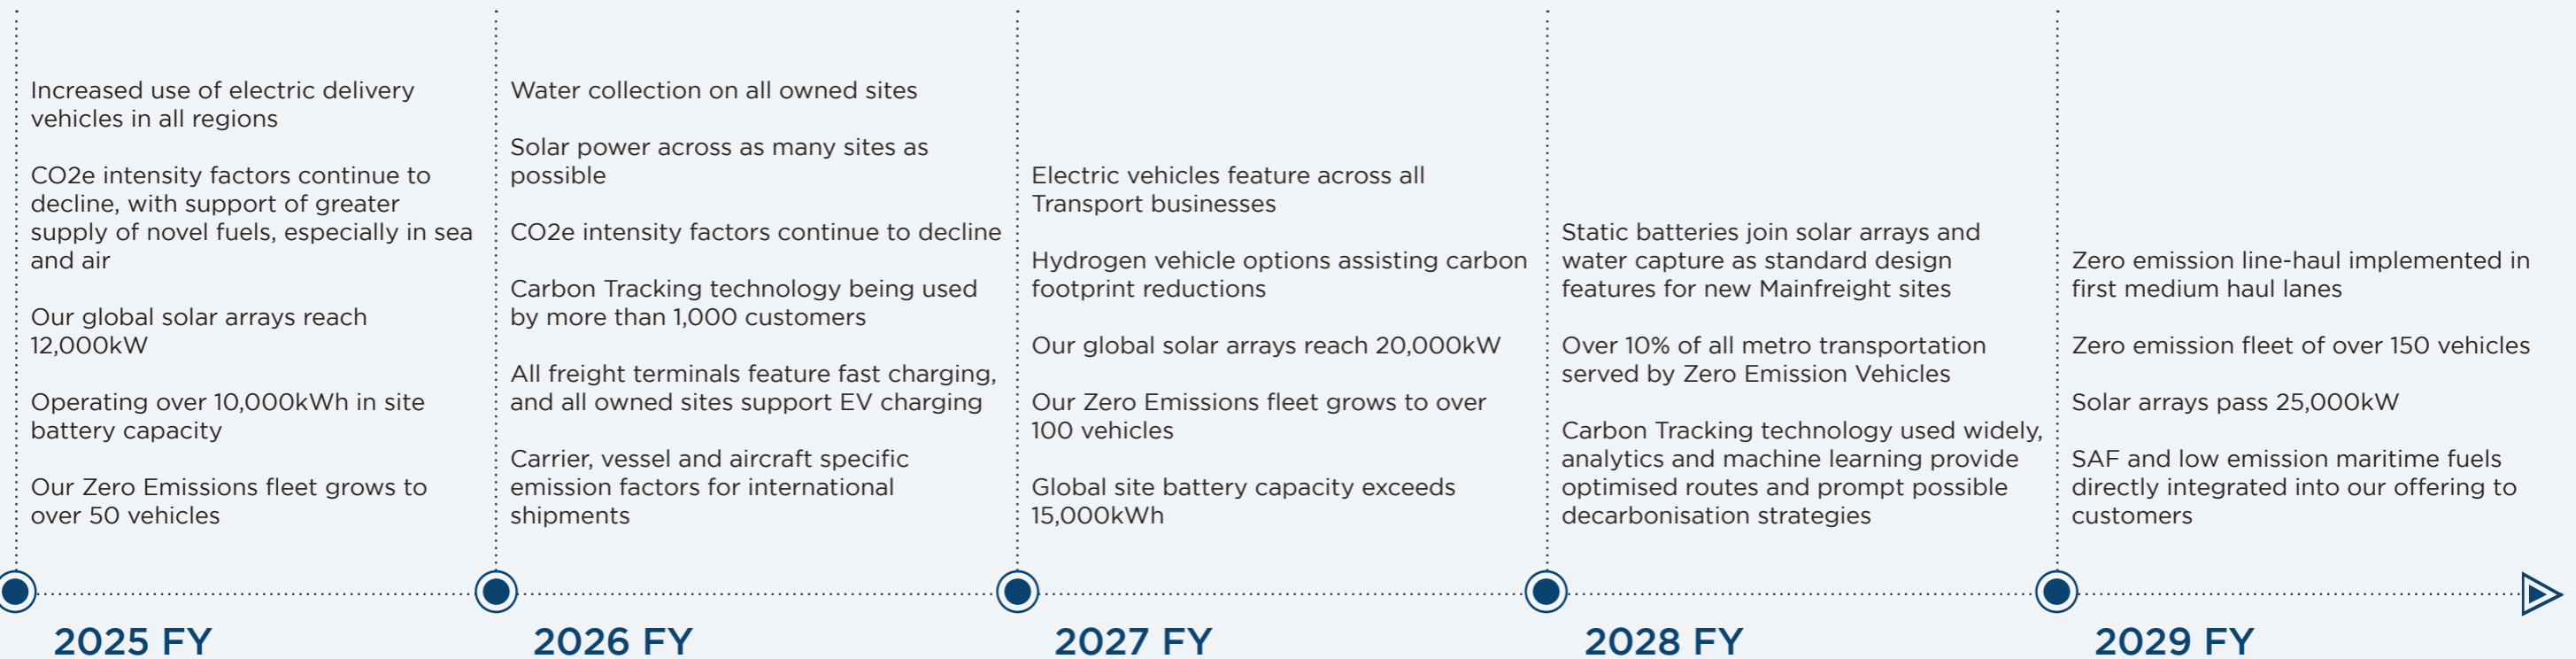 Increased use of electric delivery
vehicles in all regions
CO2e intensity factors continue to
decline, with support of greater
supply of novel fuels, especially in sea
and air
Our global solar arrays reach
12,000kW
Operating over 10,000kWh in site
battery capacity
Our Zero Emissions fleet grows to
over 50 vehicles
2025 FY
Water collection on all owned sites
Solar power across as many sites as
possible
CO2e intensity factors continue to decline
Carbon Tracking technology being used
by more than 1,000 customers
All freight terminals feature fast charging,
and all owned sites support EV charging
Carrier, vessel and aircraft specific
emission factors for international
shipments
2026 FY
Electric vehicles feature across all
Transport businesses
Hydrogen vehicle options assisting carbon
footprint reductions
Our global solar arrays reach 20,000kW
Our Zero Emissions fleet grows to over
100 vehicles
Global site battery capacity exceeds
15,000kWh
2027 FY
Static batteries join solar arrays and
water capture as standard design
features for new Mainfreight sites
Over 10% of all metro transportation
served by Zero Emission Vehicles
Carbon Tracking technology used widely,
analytics and machine learning provide
optimised routes and prompt possible
decarbonisation strategies
2028 FY
Zero emission line-haul implemented in
first medium haul lanes
Zero emission fleet of over 150 vehicles
Solar arrays pass 25,000kW
SAF and low emission maritime fuels
directly integrated into our offering to
customers
2029 FY